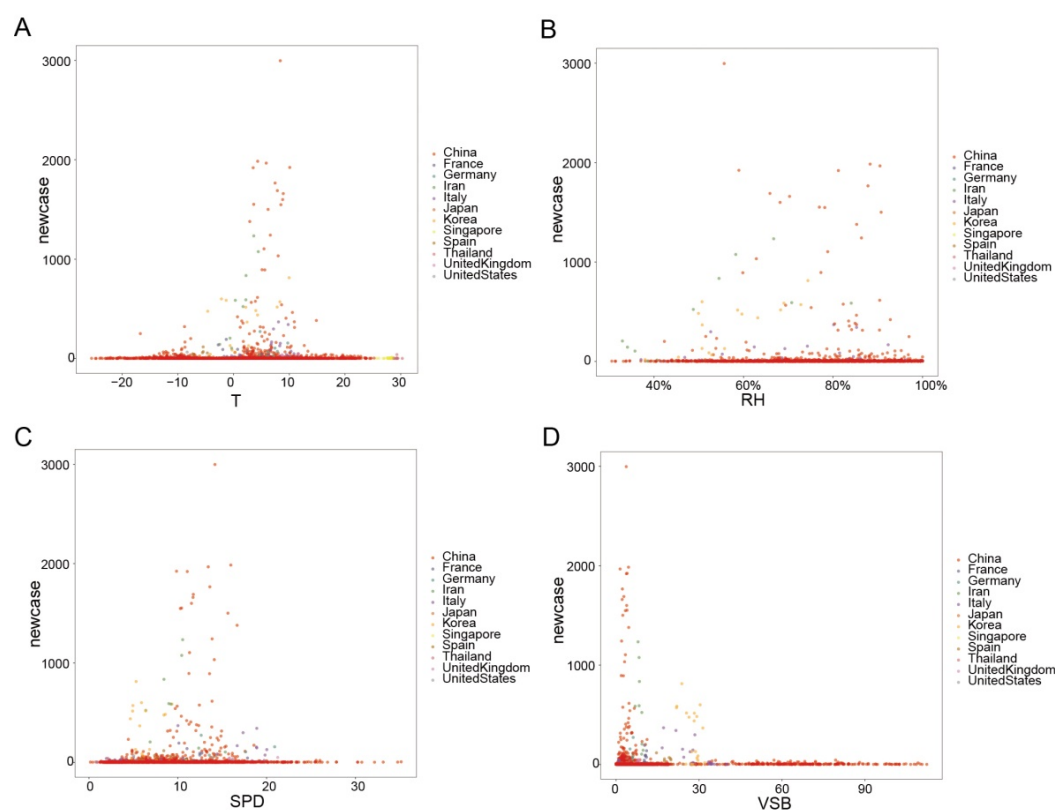 A
newcase
3000
2000
1000
0
−20
−10
0
10
20
30
T
China
France
Germany
Iran
Italy
Japan
Korea
Singapore
Spain
Thailand
UnitedKingdom
UnitedStates
B
newcase
3000
2000
1000
0
40%
60%
80%
100%
RH
China
France
Germany
Iran
Italy
Japan
Korea
Singapore
Spain
Thailand
UnitedKingdom
UnitedStates
C
newcase
3000
2000
1000
0
0
10
20
30
SPD
China
France
Germany
Iran
Italy
Japan
Korea
Singapore
Spain
Thailand
UnitedKingdom
UnitedStates
D
newcase
3000
2000
1000
0
0
30
60
90
VSB
China
France
Germany
Iran
Italy
Japan
Korea
Singapore
Spain
Thailand
UnitedKingdom
UnitedStates